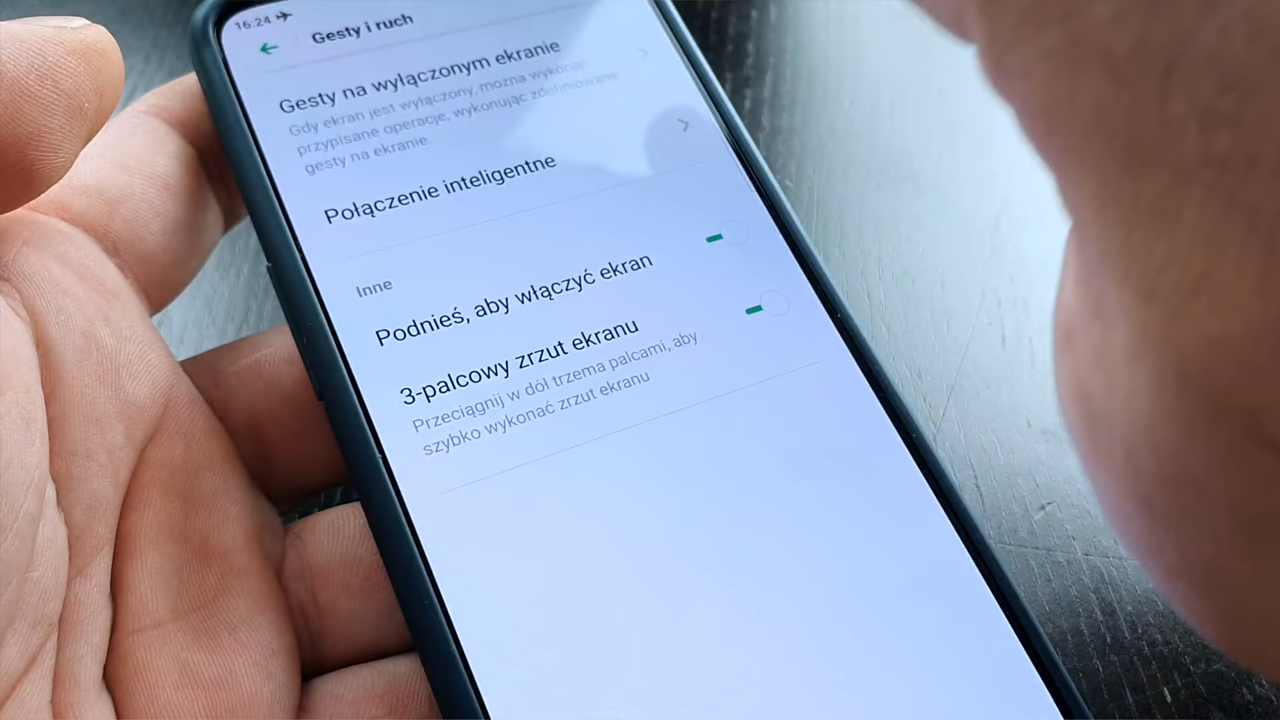 16:24
Gesty i ruch
Gesty na wyłączonym ekranie
Gdy ekran jest wyłączony, można wykonać
przypisane operacje, wykonując zdefiniowane
gesty na ekranie.
Połączenie inteligentne
Inne
Podnieś, aby włączyć ekran
3-palcowy zrzut ekranu
Przeciągnij w dół trzema palcami, aby
szybko wykonać zrzut ekranu